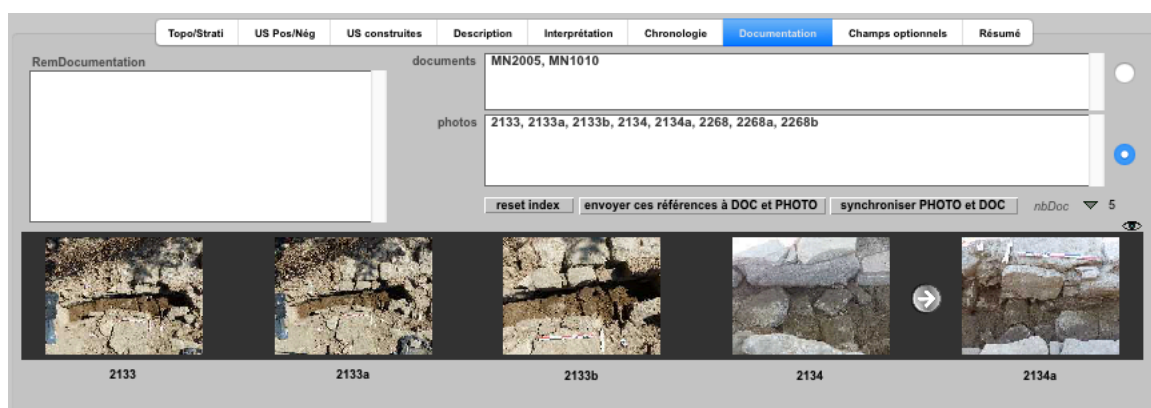 Topo/Strati US Pos/Nég US construites Description Interprétation Chronologie Documentation Champs optionnels Résumé
RemDocumentation
documents MN2005, MN1010
photos 2133, 2133a, 2133b, 2134, 2134a, 2268, 2268a, 2268b
reset index envoyer ces références à DOC et PHOTO synchroniser PHOTO et DOC nbDoc 5
2133 2133a 2133b 2134 2134a